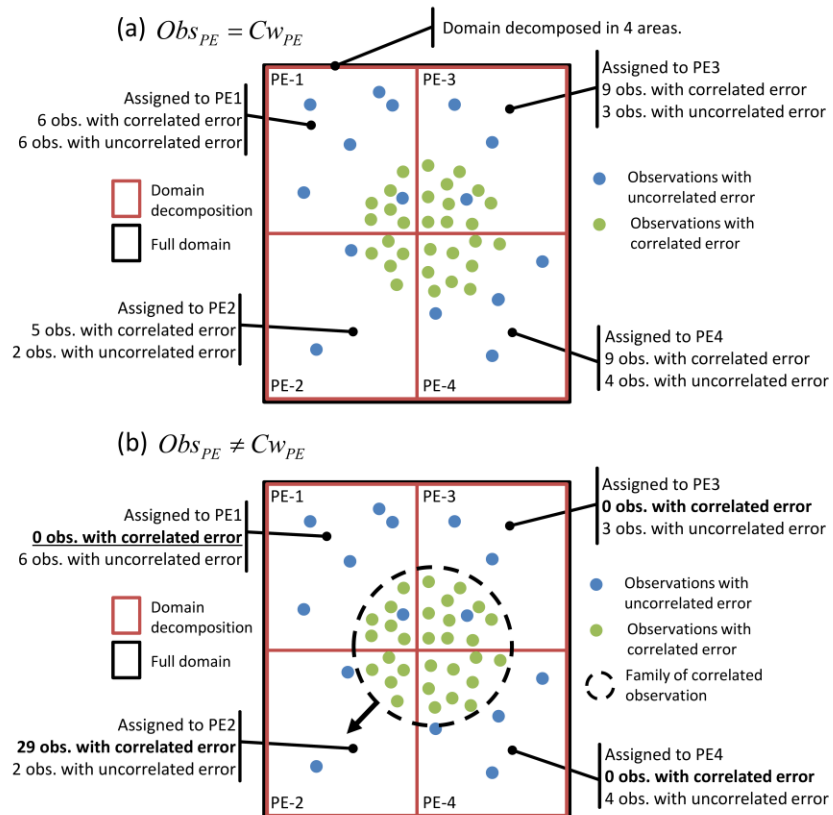 (a) Obs_PE = Cw_PE
Domain decomposed in 4 areas.
PE-1
PE-3
Assigned to PE1
6 obs. with correlated error
6 obs. with uncorrelated error
Assigned to PE3
9 obs. with correlated error
3 obs. with uncorrelated error
Domain
decomposition
Full domain
Observations with
uncorrelated error
Observations with
correlated error
Assigned to PE2
5 obs. with correlated error
2 obs. with uncorrelated error
Assigned to PE4
9 obs. with correlated error
4 obs. with uncorrelated error
PE-2
PE-4
(b) Obs_PE ≠ Cw_PE
PE-1
PE-3
Assigned to PE1
0 obs. with correlated error
6 obs. with uncorrelated error
Assigned to PE3
0 obs. with correlated error
3 obs. with uncorrelated error
Domain
decomposition
Full domain
Observations with
uncorrelated error
Observations with
correlated error
Family of correlated
observation
Assigned to PE2
29 obs. with correlated error
2 obs. with uncorrelated error
Assigned to PE4
0 obs. with correlated error
4 obs. with uncorrelated error
PE-2
PE-4